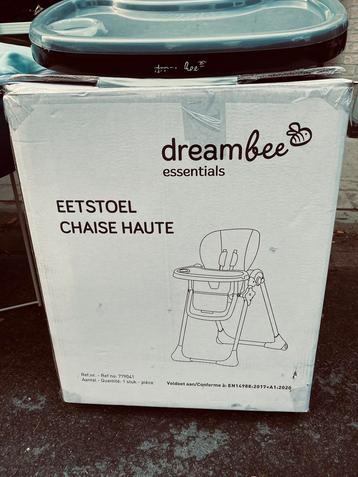 dreambee
dreambee
essentials
EETSTOEL
CHAISE HAUTE
Ref.nr. - Ref no. 779041
Aantal - Quantité: 1 stuk - pièce
Voldoet aan/Conforme à: EN14988:2017+A1:2020